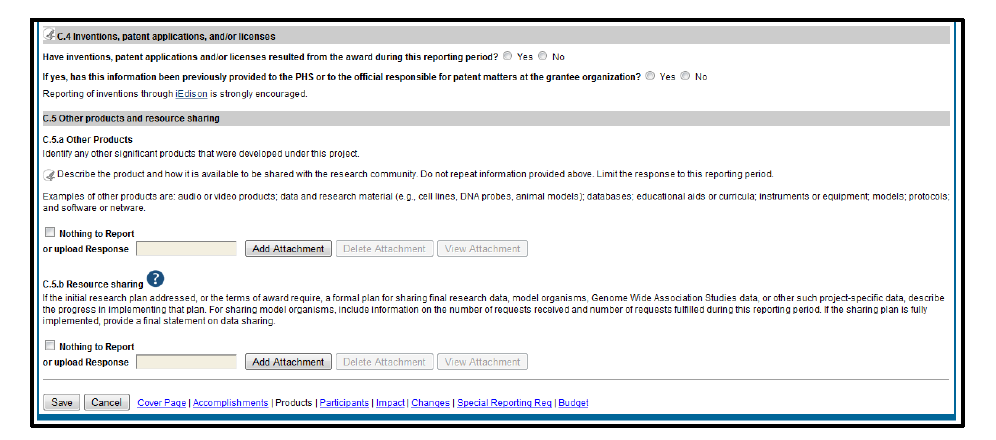 C.4 Inventions, patent applications, and/or licenses
Have inventions, patent applications and/or licenses resulted from the award during this reporting period? Yes No
If yes, has this information been previously provided to the PHS or to the official responsible for patent matters at the grantee organization? Yes No
Reporting of inventions through iEdison is strongly encouraged.
C.5 Other products and resource sharing
C.5.a Other Products
Identify any other significant products that were developed under this project.
Describe the product and how it is available to be shared with the research community. Do not repeat information provided above. Limit the response to this reporting period.
Examples of other products are: audio or video products; data and research material (e.g., cell lines, DNA probes, animal models); databases; educational aids or curricula; instruments or equipment; models; protocols;
and software or netware.
Nothing to Report
or upload Response Add Attachment Delete Attachment View Attachment
C.5.b Resource sharing ?
If the initial research plan addressed, or the terms of award require, a formal plan for sharing final research data, model organisms, Genome Wide Association Studies data, or other such project-specific data, describe
the progress in implementing that plan. For sharing model organisms, include information on the number of requests received and number of requests fulfilled during this reporting period. If the sharing plan is fully
implemented, provide a final statement on data sharing.
Nothing to Report
or upload Response Add Attachment Delete Attachment View Attachment
Save Cancel Cover Page | Accomplishments | Products | Participants | Impact | Changes | Special Reporting Req | Budget